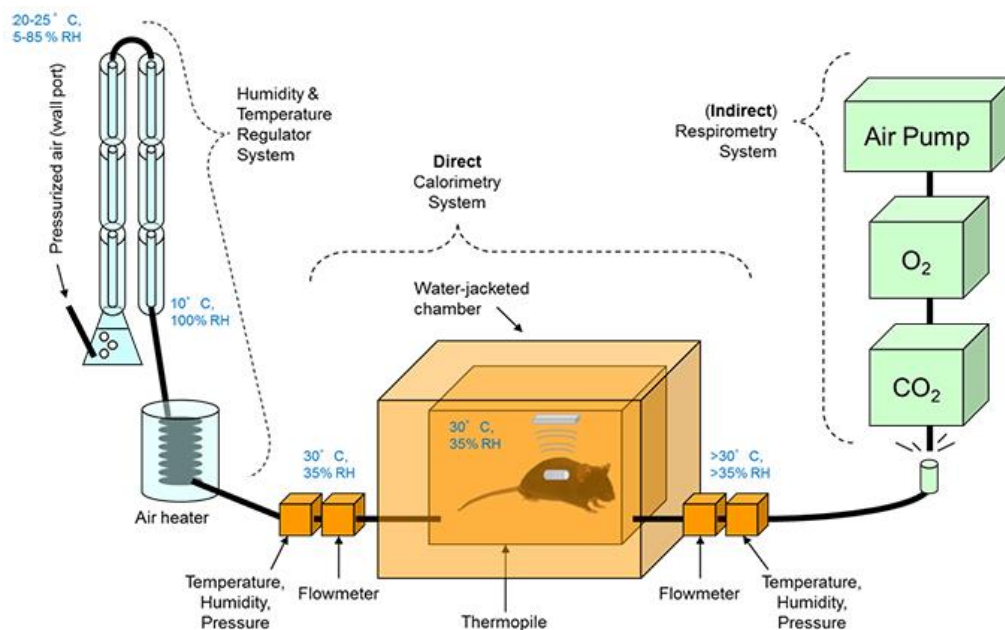 20-25° C,
5-85% RH
Pressurized air (wall port)
Humidity &
Temperature
Regulator
System
10° C,
100% RH
Air heater
30° C,
35% RH
Temperature,
Humidity,
Pressure
Flowmeter
Direct
Calorimetry
System
Water-jacketed
chamber
30° C,
35% RH
Thermopile
>30° C,
>35% RH
Flowmeter
Temperature,
Humidity,
Pressure
(Indirect)
Respirometry
System
Air Pump
O₂
CO₂